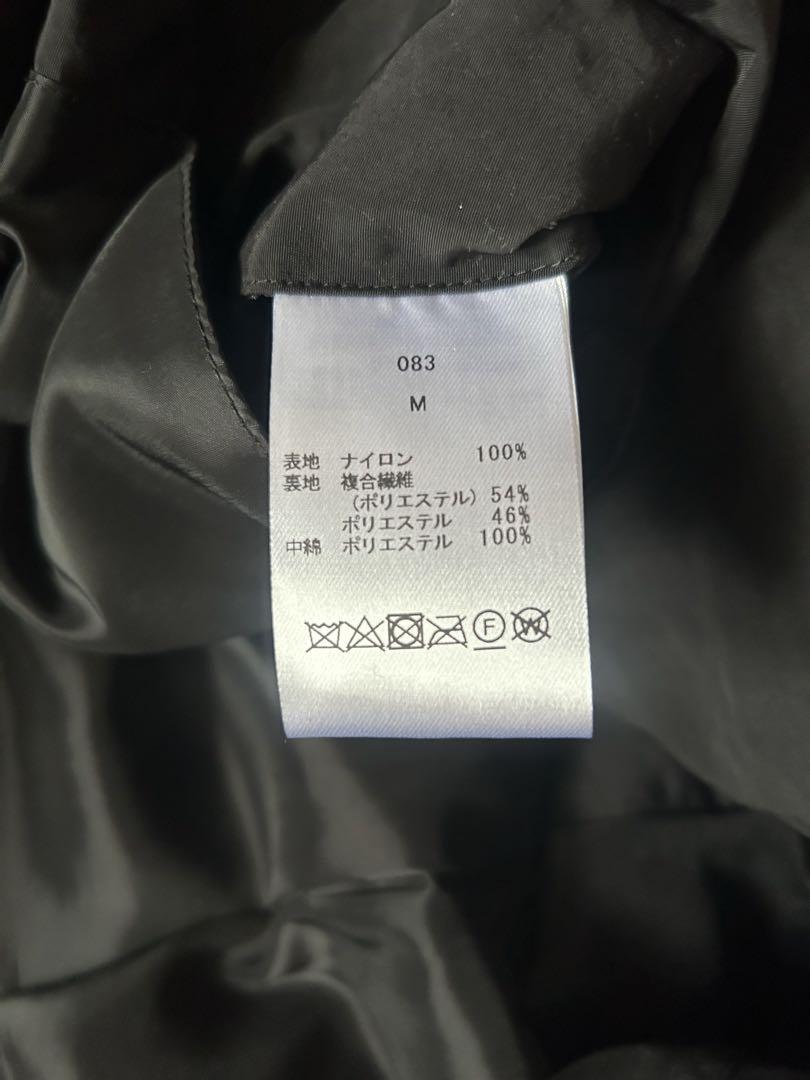 083
M
表地 ナイロン 100%
裏地 複合繊維
(ポリエステル) 54%
ポリエステル 46%
中綿 ポリエステル 100%
F W